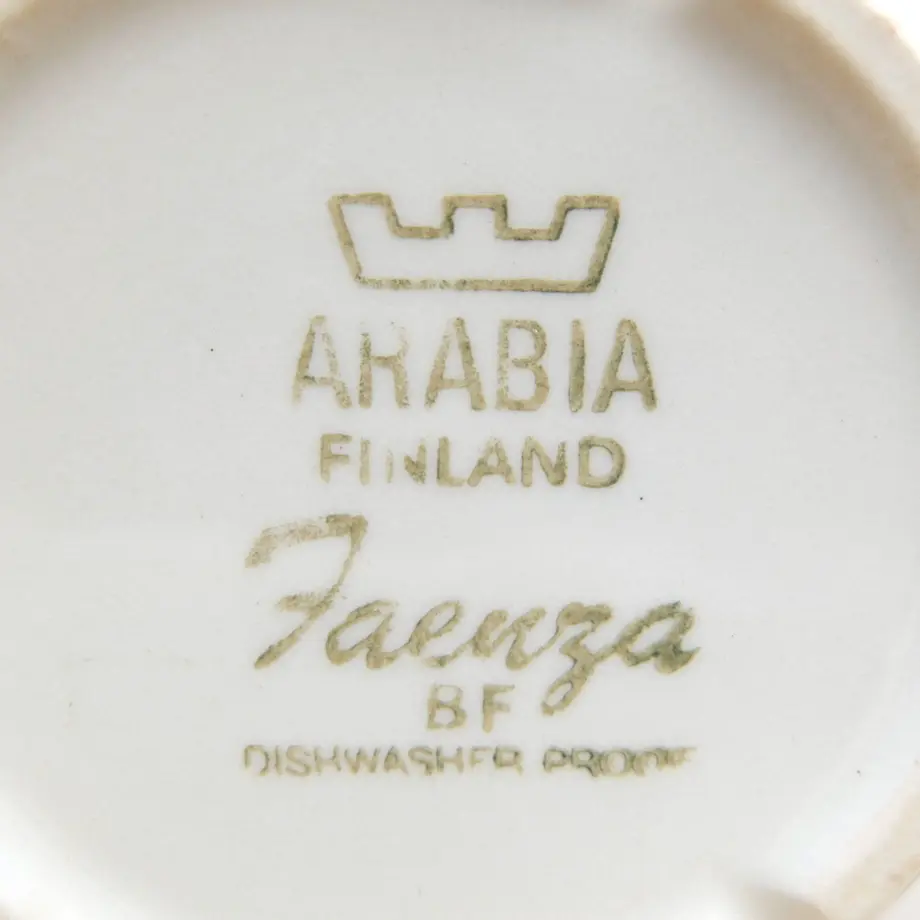 ARABIA
FINLAND
Faenza
BF
DISHWASHER PROOF